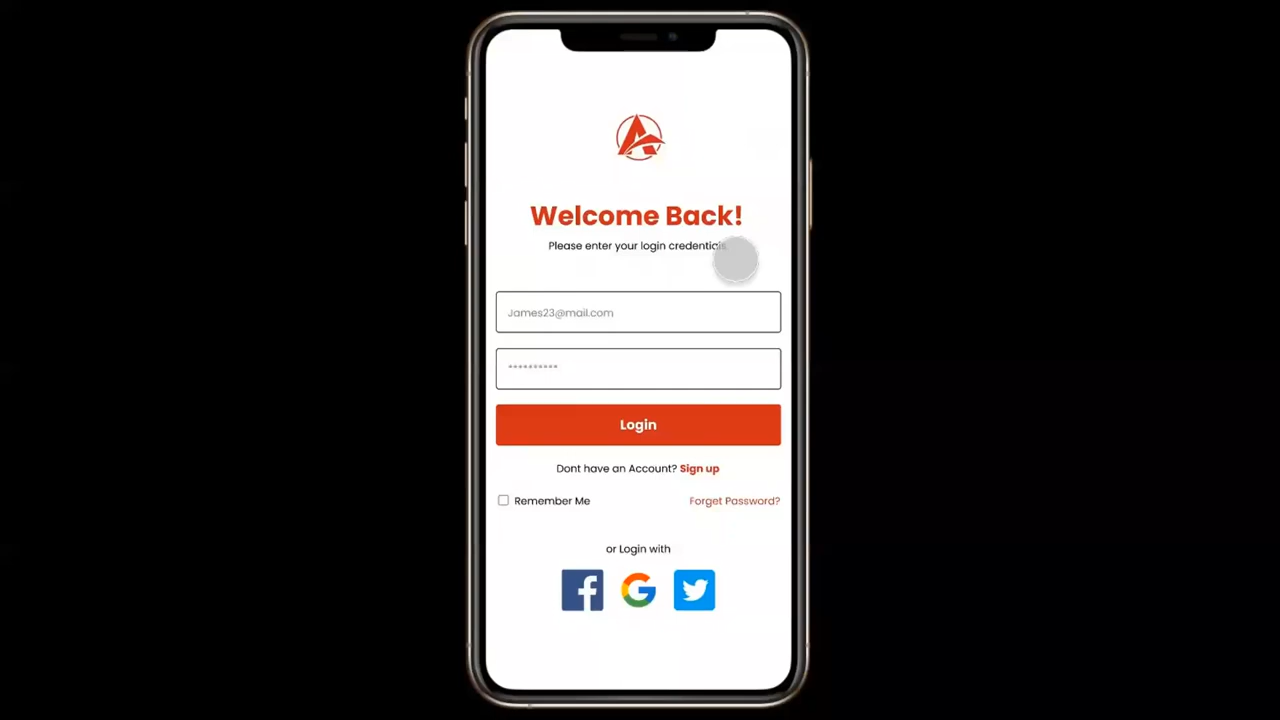 Welcome Back!
Please enter your login credentials
James23@mail.com
**********
Login
Dont have an Account? Sign up
Remember Me
Forget Password?
or Login with